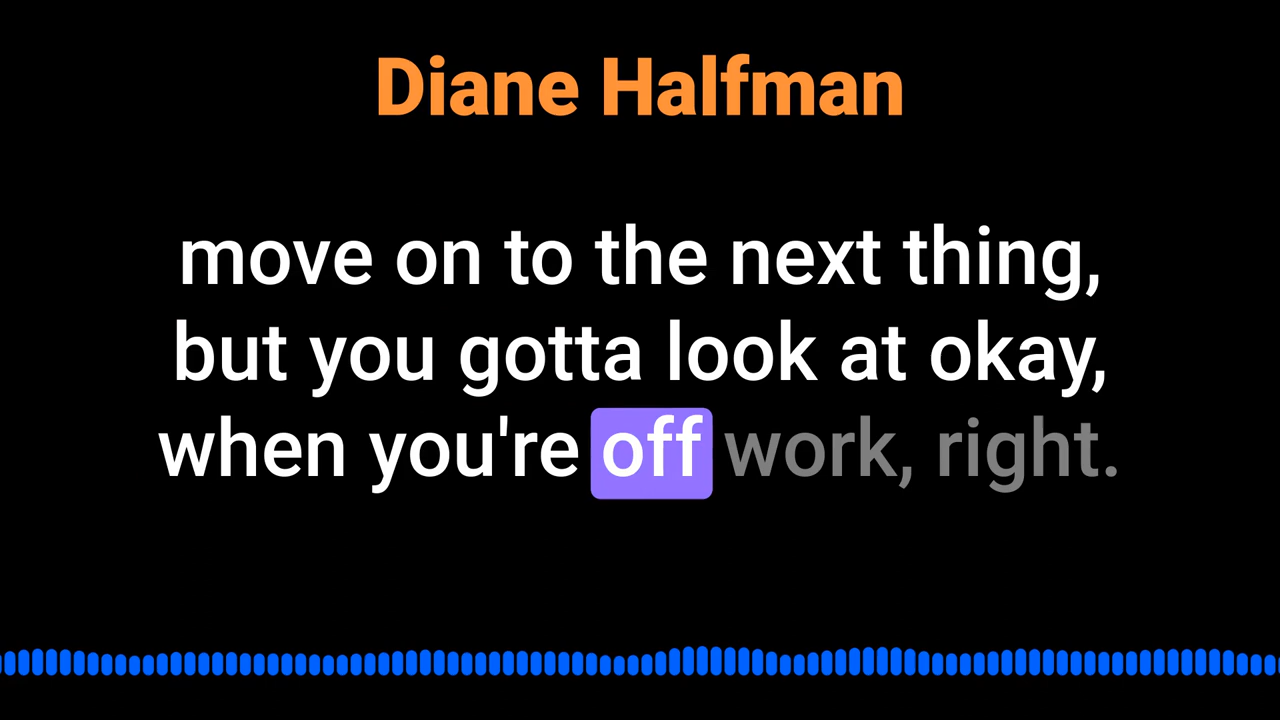 Diane Halfman
move on to the next thing,
but you gotta look at okay,
when you're off work, right.